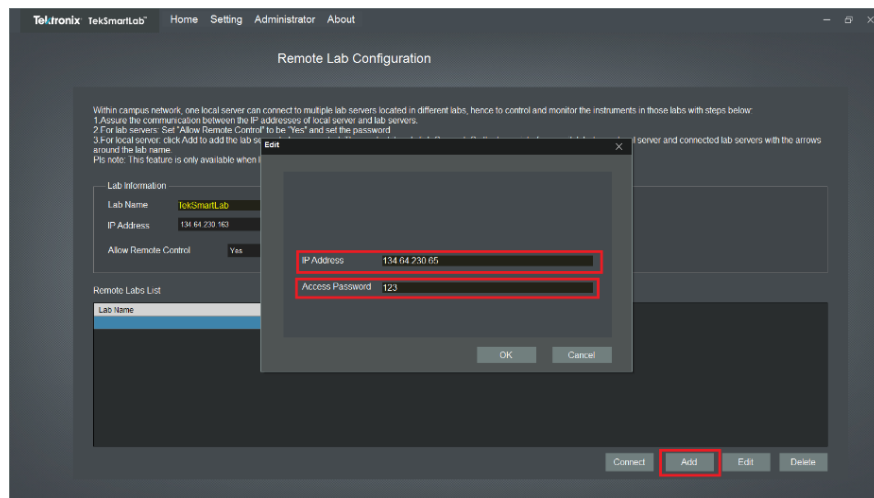 Tektronix TekSmartLab™ Home Setting Administrator About
Remote Lab Configuration
Within campus network, one local server can connect to multiple lab servers located in different labs, hence to control and monitor the instruments in those labs with steps below:
1.Assure the communication between the IP addresses of local server and lab servers.
2.For lab servers: Set "Allow Remote Control" to be "Yes" and set the password
3.For local server: click Add to add the lab se
server and connected lab servers with the arrows
around the lab name.
Pls note: This feature is only available when l
Edit
Lab Information
Lab Name TekSmartLab
IP Address 134.64.230.163
Allow Remote Control Yes
IP Address 134.64.230.65
Access Password 123
OK Cancel
Remote Labs List
Lab Name
Connect Add Edit Delete